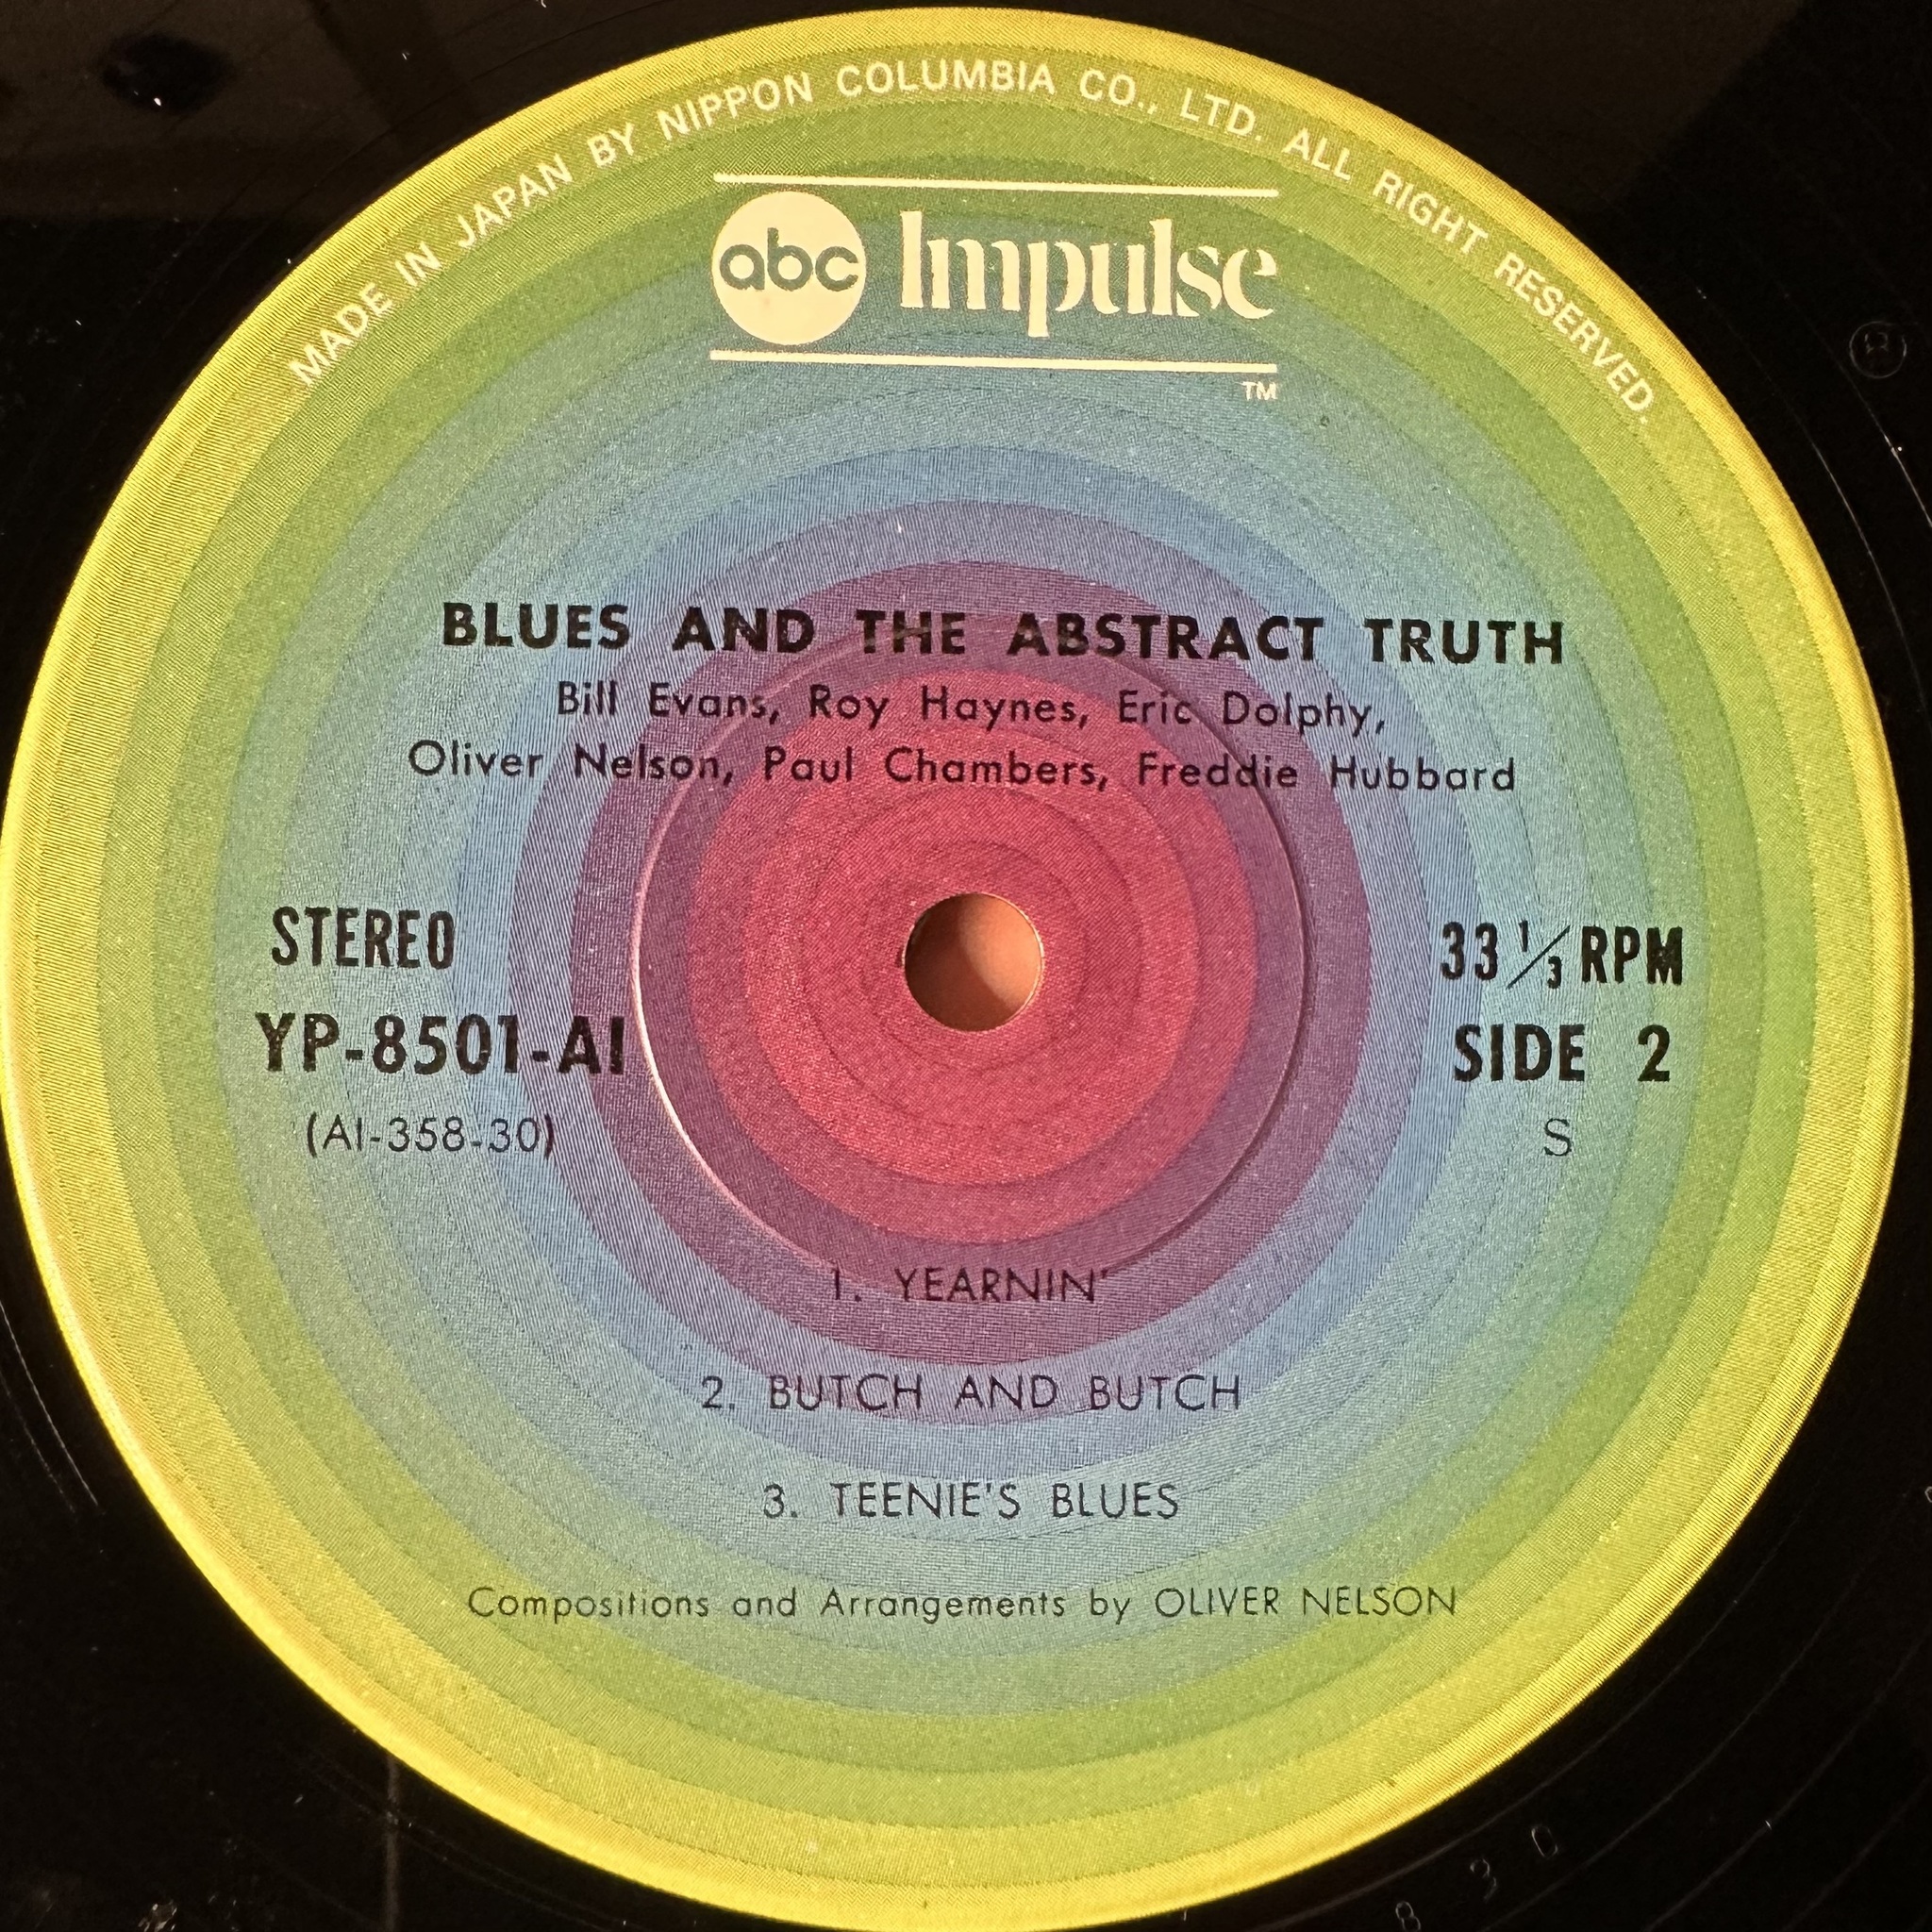 MADE IN JAPAN BY NIPPON COLUMBIA CO., LTD. ALL RIGHT RESERVED.
abc Impulse
TM
BLUES AND THE ABSTRACT TRUTH
Bill Evans, Roy Haynes, Eric Dolphy,
Oliver Nelson, Paul Chambers, Freddie Hubbard
STEREO
33 1/3 RPM
YP-8501-AI
SIDE 2
(AI-358-30)
S
1. YEARNIN'
2. BUTCH AND BUTCH
3. TEENIE'S BLUES
Compositions and Arrangements by OLIVER NELSON